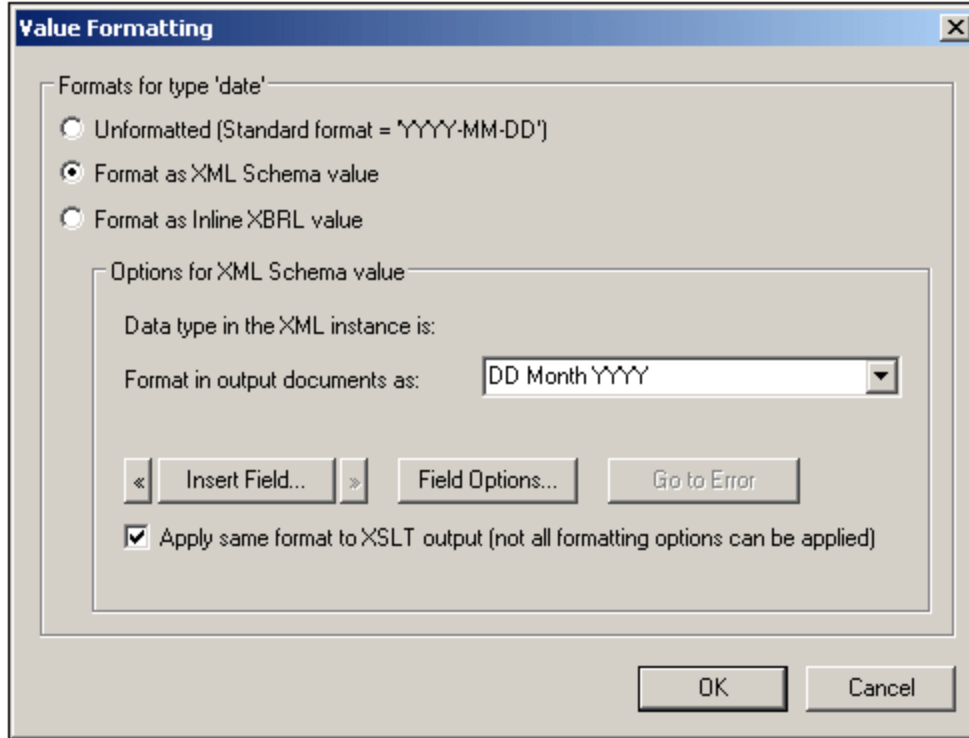 Value Formatting
Formats for type 'date'
Unformatted (Standard format = 'YYYY-MM-DD')
Format as XML Schema value
Format as Inline XBRL value
Options for XML Schema value
Data type in the XML instance is:
Format in output documents as: DD Month YYYY
« Insert Field... » Field Options... Go to Error
Apply same format to XSLT output (not all formatting options can be applied)
OK Cancel